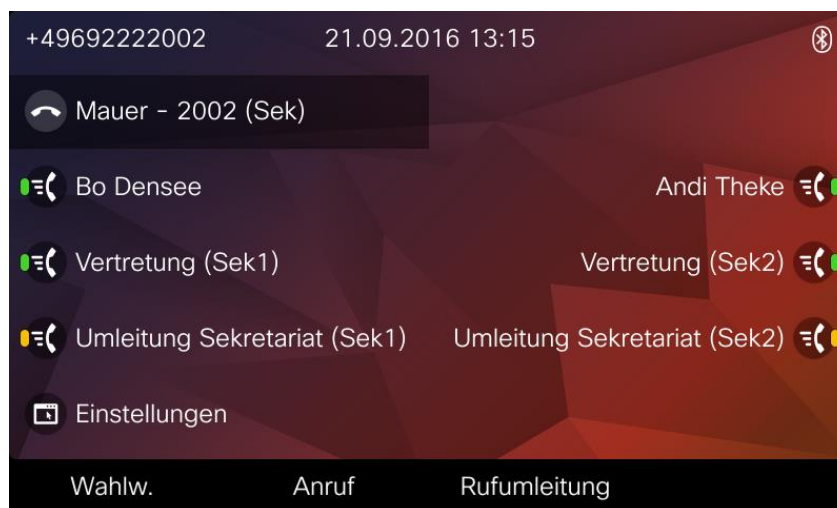 +49692222002 21.09.2016 13:15
Mauer - 2002 (Sek)
Bo Densee Andi Theke
Vertretung (Sek1) Vertretung (Sek2)
Umleitung Sekretariat (Sek1) Umleitung Sekretariat (Sek2)
Einstellungen
Wahlw. Anruf Rufumleitung